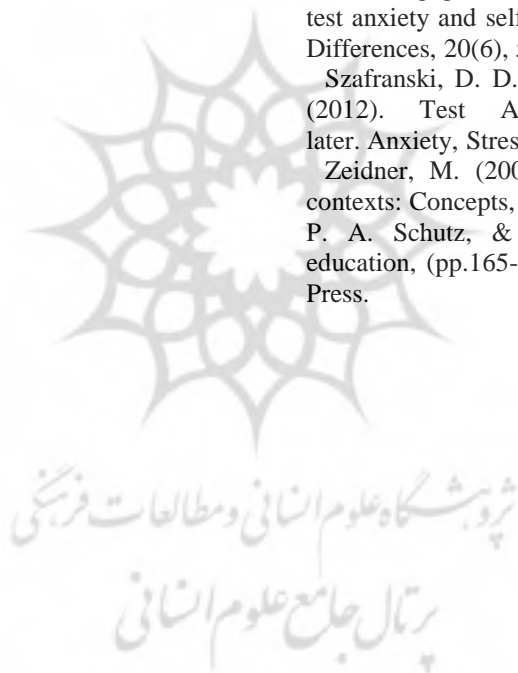 test anxiety and self
Differences, 20(6),
Szafranski, D. D.
(2012). Test A
later. Anxiety, Stres
Zeidner, M. (200
contexts: Concepts,
P. A. Schutz, &
education, (pp.165-
Press.
پژوهشگاه علوم انسانی و مطالعات فرهنگی
پرتال جامع علوم انسانی